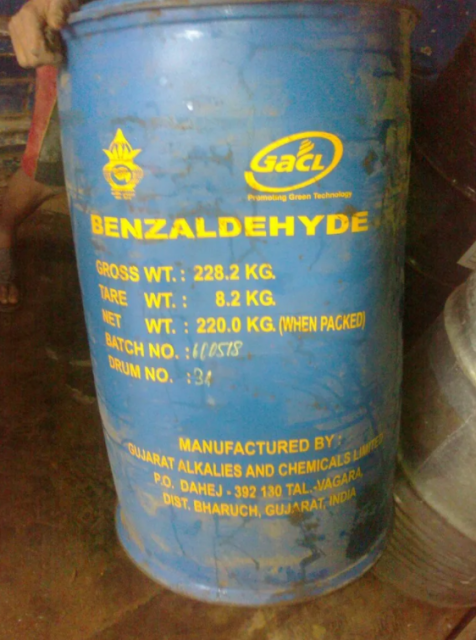 GACL
Promoting Green Technology
BENZALDEHYDE
GROSS WT. : 228.2 KG.
TARE WT. : 8.2 KG.
NET WT. : 220.0 KG. (WHEN PACKED)
BATCH NO. :
DRUM NO. :
MANUFACTURED BY :
GUJARAT ALKALIES AND CHEMICALS LIMITED
P.O. DAHEJ - 392 130 TAL.-VAGARA,
DIST. BHARUCH, GUJARAT, INDIA